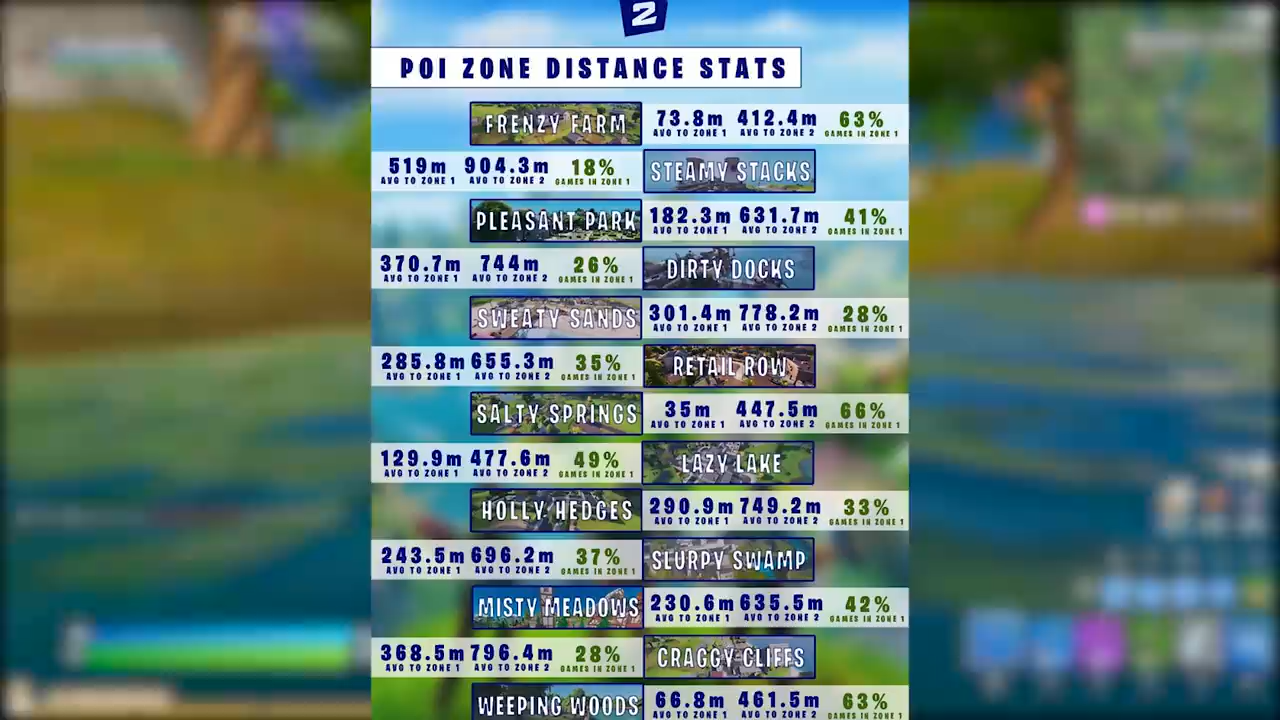 2
POI ZONE DISTANCE STATS
FRENZY FARM 73.8m 412.4m 63%
AVG TO ZONE 1 AVG TO ZONE 2 GAMES IN ZONE 1
519m 904.3m 18% STEAMY STACKS
AVG TO ZONE 1 AVG TO ZONE 2 GAMES IN ZONE 1
PLEASANT PARK 182.3m 631.7m 41%
AVG TO ZONE 1 AVG TO ZONE 2 GAMES IN ZONE 1
370.7m 744m 26% DIRTY DOCKS
AVG TO ZONE 1 AVG TO ZONE 2 GAMES IN ZONE 1
SWEATY SANDS 301.4m 778.2m 28%
AVG TO ZONE 1 AVG TO ZONE 2 GAMES IN ZONE 1
285.8m 655.3m 35% RETAIL ROW
AVG TO ZONE 1 AVG TO ZONE 2 GAMES IN ZONE 1
SALTY SPRINGS 35m 447.5m 66%
AVG TO ZONE 1 AVG TO ZONE 2 GAMES IN ZONE 1
129.9m 477.6m 49% LAZY LAKE
AVG TO ZONE 1 AVG TO ZONE 2 GAMES IN ZONE 1
HOLLY HEDGES 290.9m 749.2m 33%
AVG TO ZONE 1 AVG TO ZONE 2 GAMES IN ZONE 1
243.5m 696.2m 37% SLURPY SWAMP
AVG TO ZONE 1 AVG TO ZONE 2 GAMES IN ZONE 1
MISTY MEADOWS 230.6m 635.5m 42%
AVG TO ZONE 1 AVG TO ZONE 2 GAMES IN ZONE 1
368.5m 796.4m 28% CRAGGY CLIFFS
AVG TO ZONE 1 AVG TO ZONE 2 GAMES IN ZONE 1
WEEPING WOODS 66.8m 461.5m 63%
AVG TO ZONE 1 AVG TO ZONE 2 GAMES IN ZONE 1